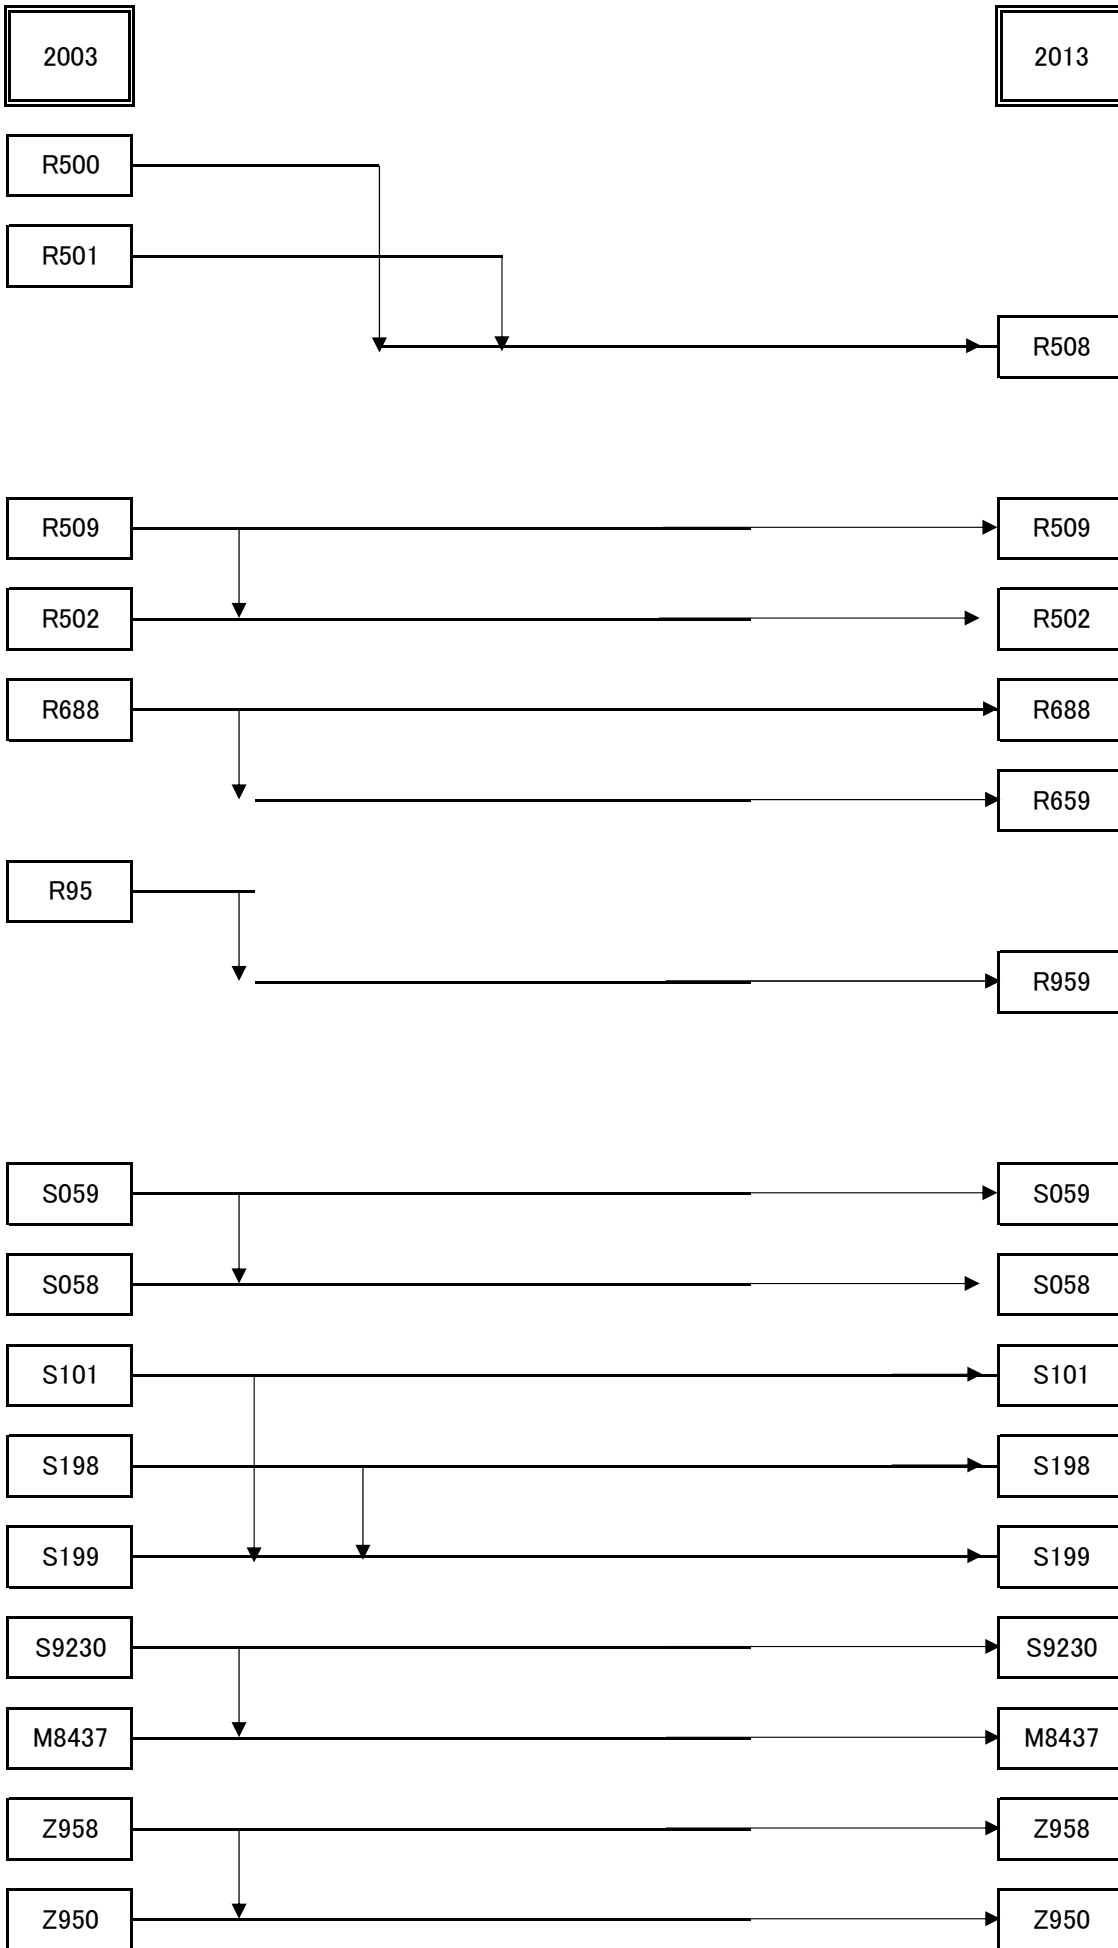 2003 2013
R500
R501
R508
R509 R509
R502 R502
R688 R688
R659
R95
R959
S059 S059
S058 S058
S101 S101
S198 S198
S199 S199
S9230 S9230
M8437 M8437
Z958 Z958
Z950 Z950